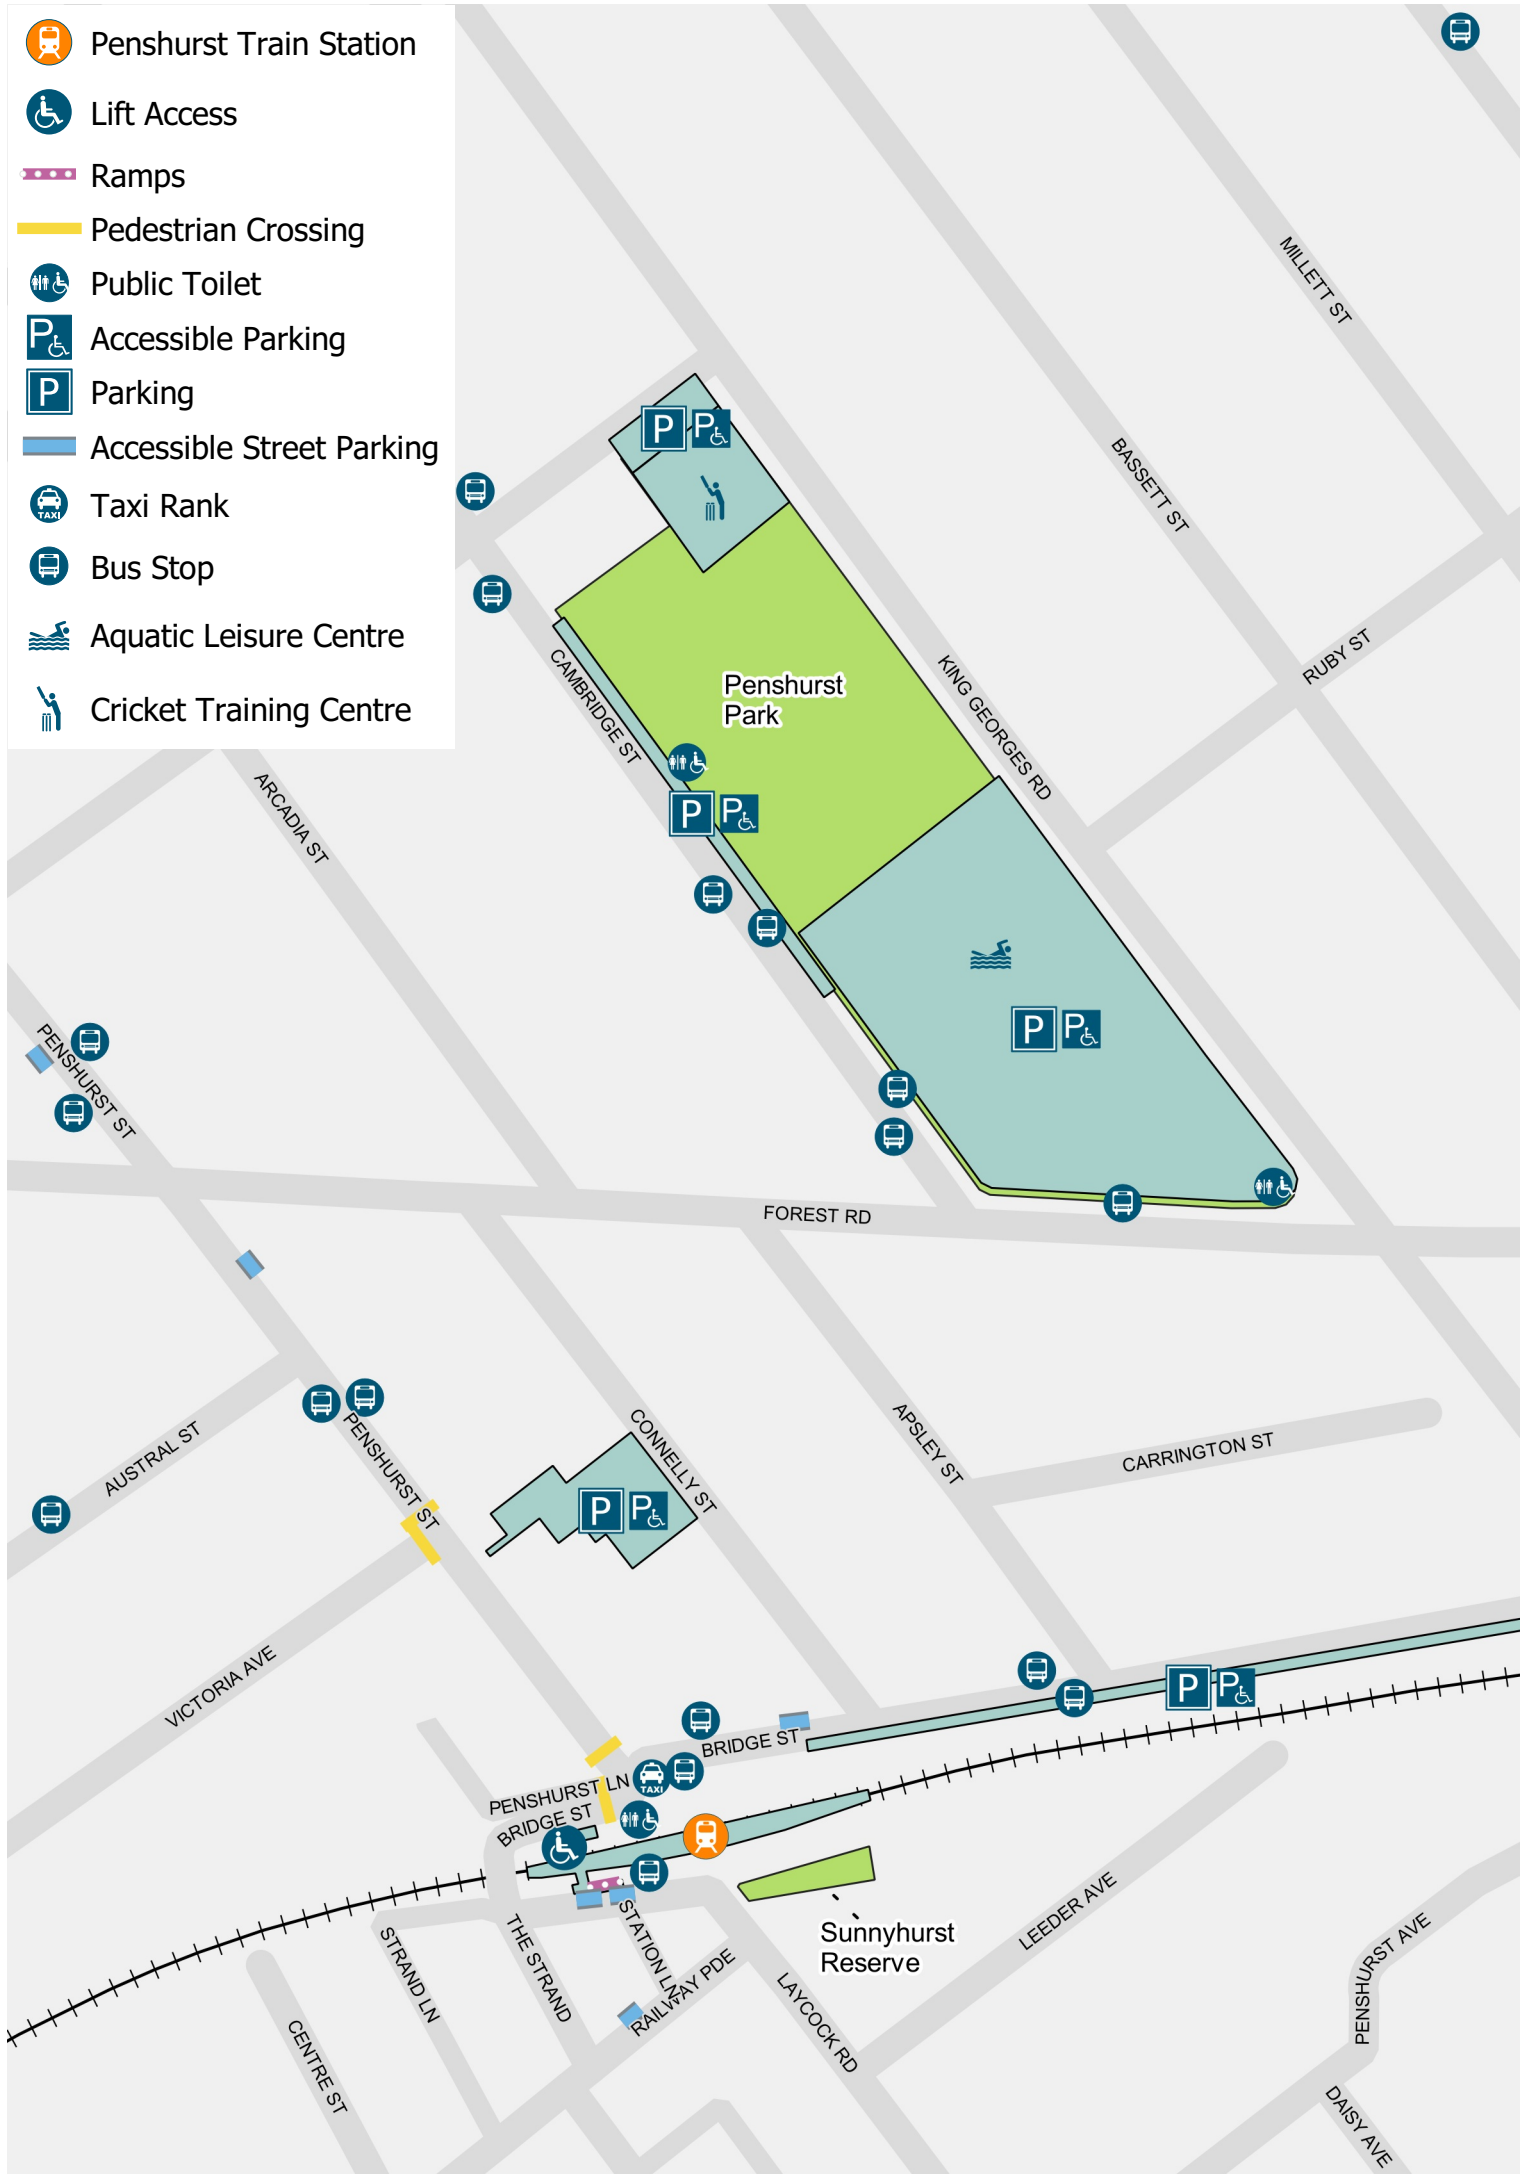 Penshurst Train Station
Lift Access
Ramps
Pedestrian Crossing
Public Toilet
P Accessible Parking
P Parking
Accessible Street Parking
TAXI Taxi Rank
Bus Stop
Aquatic Leisure Centre
Cricket Training Centre
MILLETT ST
P P
BASSETT ST
RUBY ST
KING GEORGES RD
CAMBRIDGE ST
Penshurst
Park
ARCADIA ST
P P
P P
PENSHURST ST
FOREST RD
AUSTRAL ST
PENSHURST ST
CONNELLY ST
APSLEY ST
CARRINGTON ST
P P
VICTORIA AVE
P P
BRIDGE ST
PENSHURST LN
TAXI
BRIDGE ST
STATION LN
THE STRAND
STRAND LN
RAILWAY PDE
Sunnyhurst
Reserve
LEEDER AVE
LAYCOCK RD
PENSHURST AVE
CENTRE ST
DAISY AVE